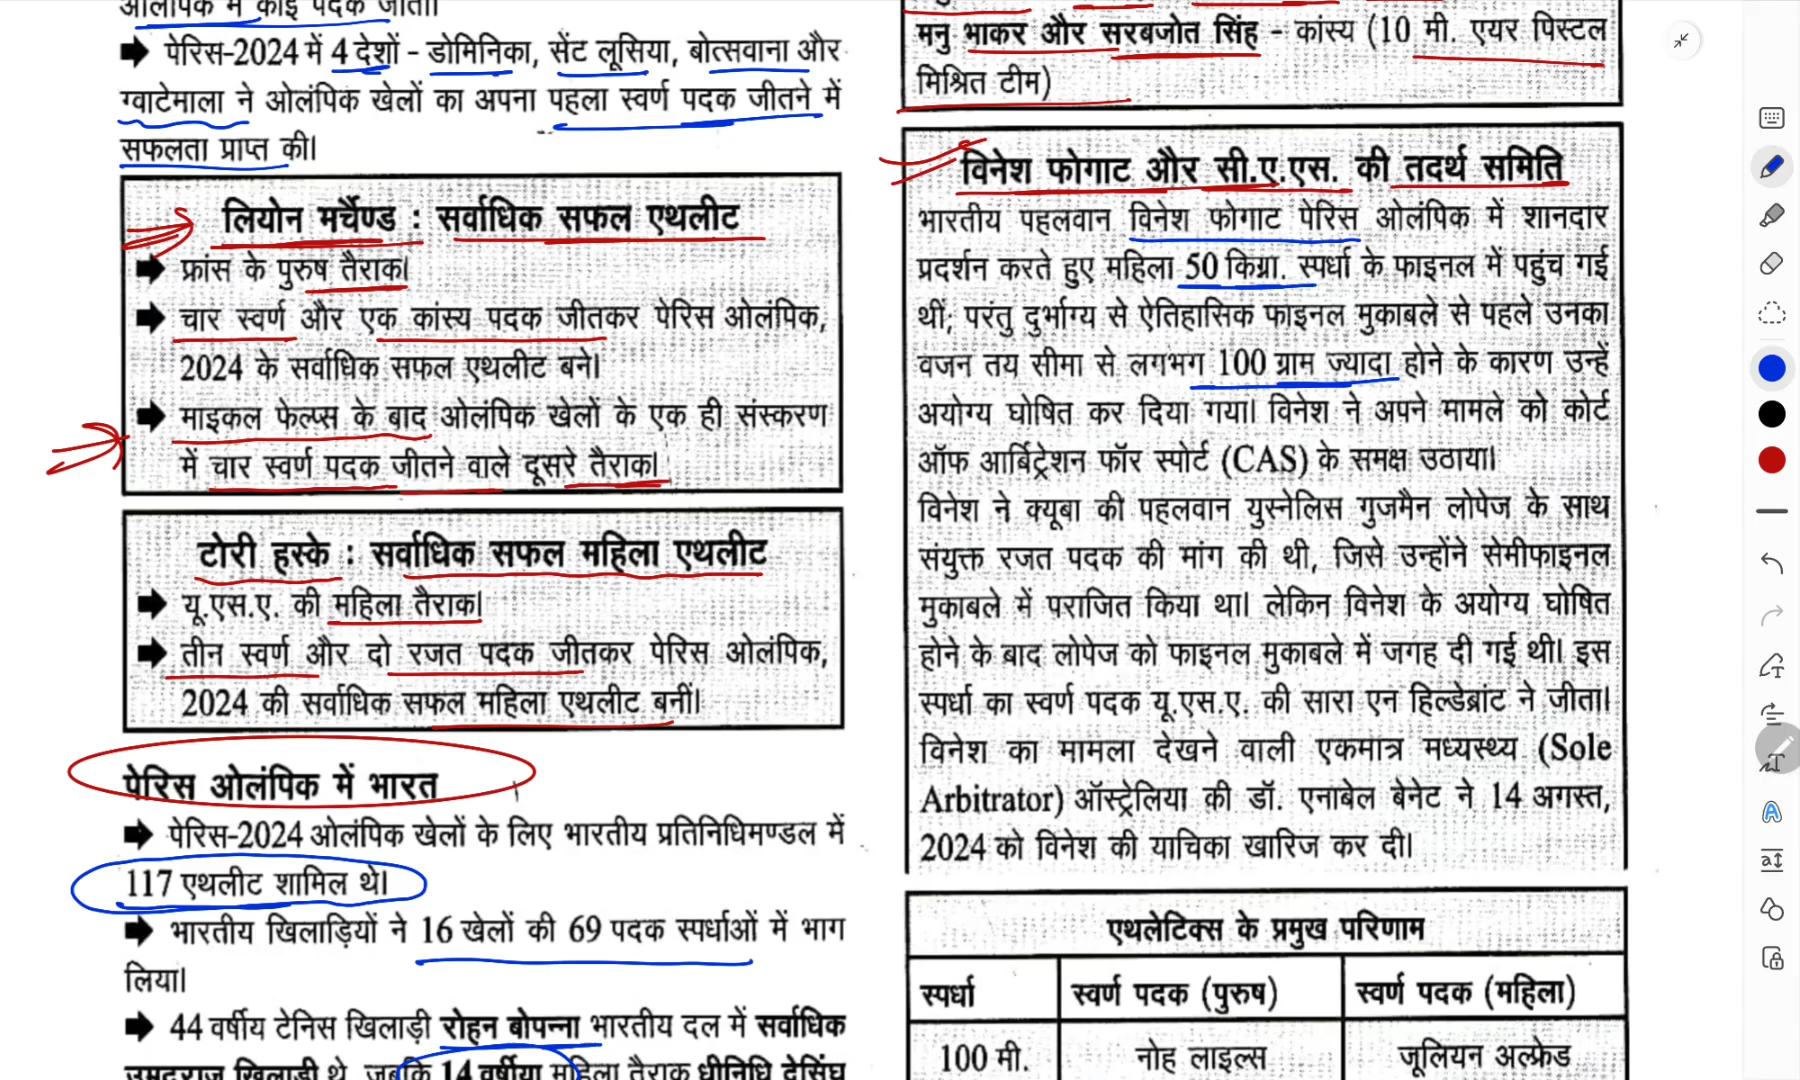 ओलंपिक में कोई पदक जीता।
➡ पेरिस-2024 में 4 देशों - डोमिनिका, सेंट लूसिया, बोत्सवाना और
ग्वाटेमाला ने ओलंपिक खेलों का अपना पहला स्वर्ण पदक जीतने में
सफलता प्राप्त की।
लियोन मर्चैण्ड : सर्वाधिक सफल एथलीट
➡ फ्रांस के पुरुष तैराक।
➡ चार स्वर्ण और एक कांस्य पदक जीतकर पेरिस ओलंपिक,
2024 के सर्वाधिक सफल एथलीट बने।
➡ माइकल फेल्प्स के बाद ओलंपिक खेलों के एक ही संस्करण
में चार स्वर्ण पदक जीतने वाले दूसरे तैराक।
टोरी हस्के : सर्वाधिक सफल महिला एथलीट
➡ यू.एस.ए. की महिला तैराक।
➡ तीन स्वर्ण और दो रजत पदक जीतकर पेरिस ओलंपिक,
2024 की सर्वाधिक सफल महिला एथलीट बनीं।
पेरिस ओलंपिक में भारत
➡ पेरिस-2024 ओलंपिक खेलों के लिए भारतीय प्रतिनिधिमण्डल में
117 एथलीट शामिल थे।
➡ भारतीय खिलाड़ियों ने 16 खेलों की 69 पदक स्पर्धाओं में भाग
लिया।
➡ 44 वर्षीय टेनिस खिलाड़ी रोहन बोपन्ना भारतीय दल में सर्वाधिक
उम्रदराज खिलाड़ी थे, जबकि 14 वर्षीया महिला तैराक धीनिधि देसिंघु
मनु भाकर और सरबजोत सिंह - कांस्य (10 मी. एयर पिस्टल
मिश्रित टीम)
विनेश फोगाट और सी.ए.एस. की तदर्थ समिति
भारतीय पहलवान विनेश फोगाट पेरिस ओलंपिक में शानदार
प्रदर्शन करते हुए महिला 50 किग्रा. स्पर्धा के फाइनल में पहुंच गई
थीं; परंतु दुर्भाग्य से ऐतिहासिक फाइनल मुकाबले से पहले उनका
वजन तय सीमा से लगभग 100 ग्राम ज्यादा होने के कारण उन्हें
अयोग्य घोषित कर दिया गया। विनेश ने अपने मामले को कोर्ट
ऑफ आर्बिट्रेशन फॉर स्पोर्ट (CAS) के समक्ष उठाया।
विनेश ने क्यूबा की पहलवान युस्नेलिस गुजमैन लोपेज के साथ
संयुक्त रजत पदक की मांग की थी, जिसे उन्होंने सेमीफाइनल
मुकाबले में पराजित किया था। लेकिन विनेश के अयोग्य घोषित
होने के बाद लोपेज को फाइनल मुकाबले में जगह दी गई थी। इस
स्पर्धा का स्वर्ण पदक यू.एस.ए. की सारा एन हिल्डेब्रांट ने जीता।
विनेश का मामला देखने वाली एकमात्र मध्यस्थ्य (Sole
Arbitrator) ऑस्ट्रेलिया की डॉ. एनाबेल बेनेट ने 14 अगस्त,
2024 को विनेश की याचिका खारिज कर दी।
एथलेटिक्स के प्रमुख परिणाम
स्पर्धा स्वर्ण पदक (पुरुष) स्वर्ण पदक (महिला)
100 मी. नोह लाइल्स जूलियन अल्फ्रेड